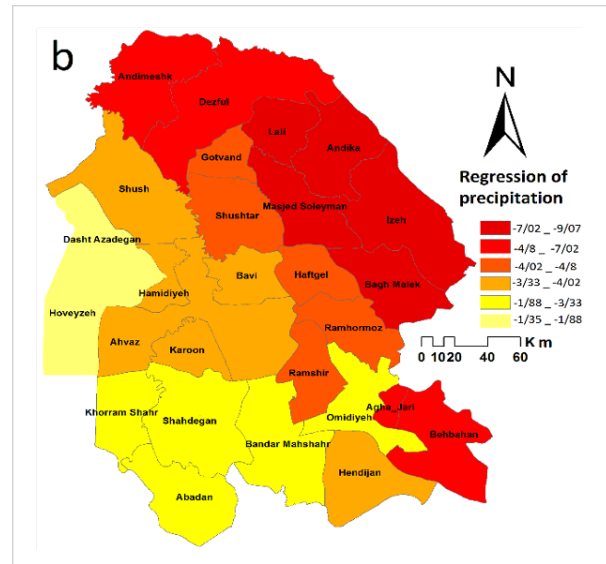 b
N
Andimeehk
Dezful
Lali
Andika
Gotvand
Shush
Masjed Soleyman
Shushtar
Izeh
Dasht Azadegan
Bavi
Haftgel
Bagh Malek
Hamidiyeh
Hoveyzeh
Ramhormoz
Ahvaz
Karoon
Ramshir
Khorram Shahr
Shahdegan
Omidiyeh
Agha_Jari
Bandar Mahshahr
Behbahan
Hendijan
Abadan
Regression of
precipitation
-7/02 _ -9/07
-4/8 _ -7/02
-4/02 _ -4/8
-3/33 _ -4/02
-1/88 _ -3/33
-1/35 _ -1/88
0 10 20 40 60 K m